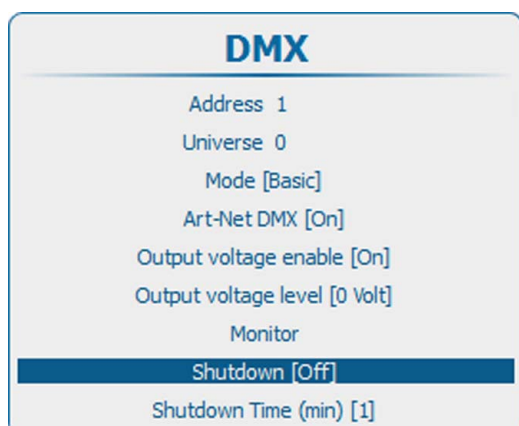 DMX
Address 1
Universe 0
Mode [Basic]
Art-Net DMX [On]
Output voltage enable [On]
Output voltage level [0 Volt]
Monitor
Shutdown [Off]
Shutdown Time (min) [1]